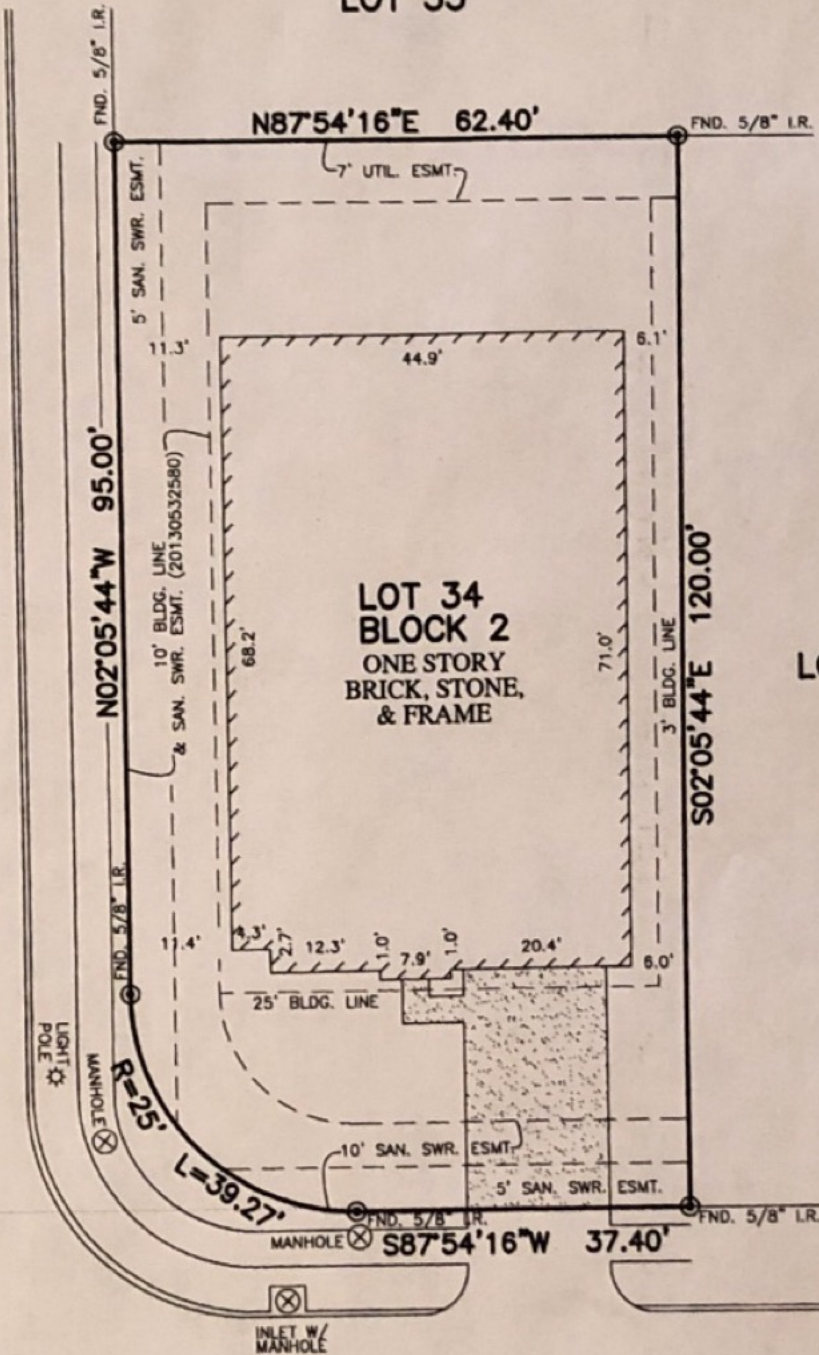 FND. 5/8" I.R.
N87°54'16"E 62.40'
FND. 5/8" I.R.
7' UTIL. ESMT.
5' SAN. SWR. ESMT.
11.3'
44.9'
6.1'
N02°05'44"W 95.00'
10' BLDG. LINE
& SAN. SWR. ESMT. (20130532580)
68.2'
LOT 34
BLOCK 2
ONE STORY
BRICK, STONE,
& FRAME
71.0'
3' BLDG. LINE
S02°05'44"E 120.00'
FND. 5/8" I.R.
11.4'
4.3'
2.7'
12.3'
1.0'
7.9'
1.0'
20.4'
6.0'
25' BLDG. LINE
LIGHT
POLE
MANHOLE
R=25'
L=39.27'
10' SAN. SWR. ESMT.
5' SAN. SWR. ESMT.
FND. 5/8" I.R.
FND. 5/8" I.R.
MANHOLE
S87°54'16"W 37.40'
INLET W/
MANHOLE